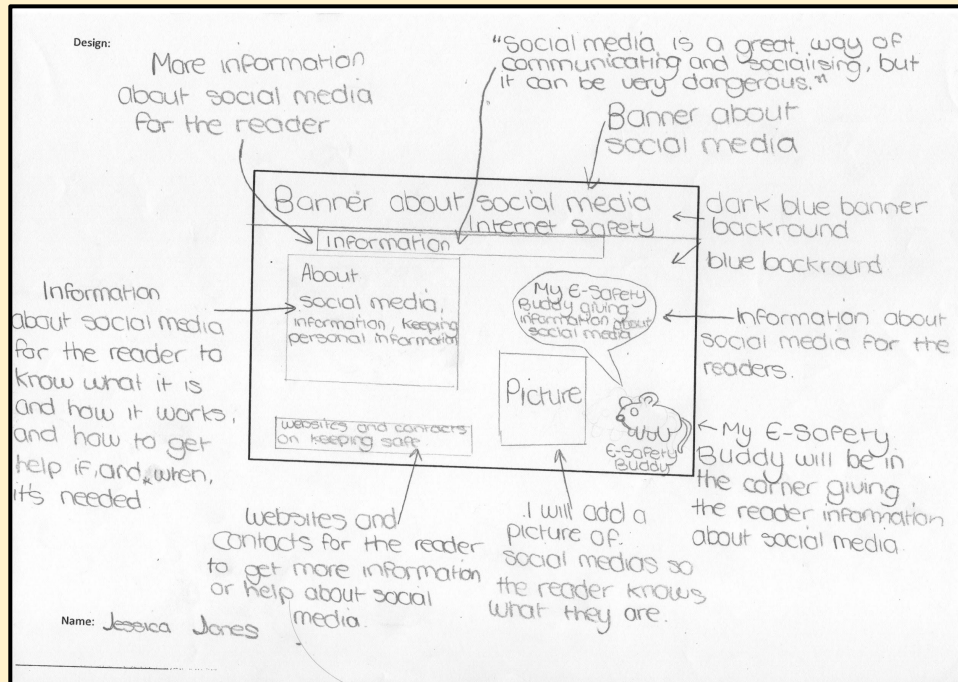 Design:
More information
about social media
for the reader
"Social media, is a great way of
communicating and sociaiising, but
it can be very dangerous."
Banner about
social media
Banner about social media
Internet Safety
information
dark blue banner
backround
blue backround
About
social media,
information, keeping
personal information
My E-Safety
Buddy giving
information about
social media
Information
about social media
for the reader to
know what it is
and how it works,
and how to get
help if, and, when,
it's needed.
Information about
social media for the
readers.
Picture
websites and contacts
on keeping safe.
E-Safety
Buddy
My E-Safety
Buddy will be in
the corner giving
the reader information
about social media.
websites and
contacts for the reader
to get more information
or help about social
media.
I will add a
picture of
social medias so
the reader knows
what they are.
Name: Jessica Jones